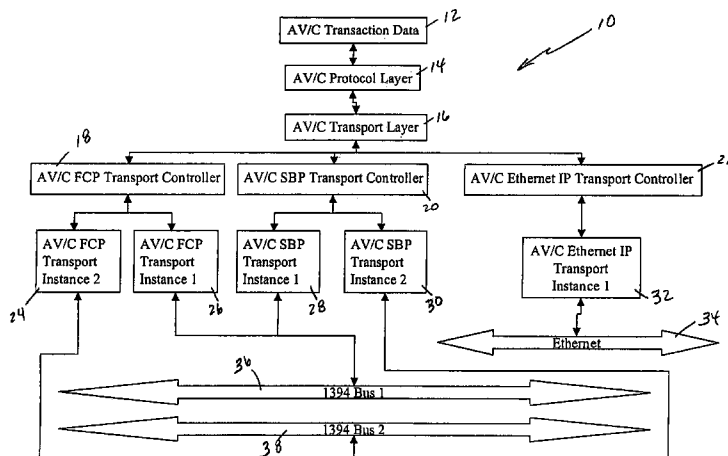 AV/C Transaction Data
12
10
AV/C Protocol Layer
14
AV/C Transport Layer
16
18
AV/C FCP Transport Controller
AV/C SBP Transport Controller
20
AV/C Ethernet IP Transport Controller
AV/C FCP
Transport
Instance 2
24
AV/C FCP
Transport
Instance 1
26
AV/C SBP
Transport
Instance 1
28
AV/C SBP
Transport
Instance 2
30
AV/C Ethernet IP
Transport
Instance 1
32
34
Ethernet
36
1394 Bus 1
1394 Bus 2
38